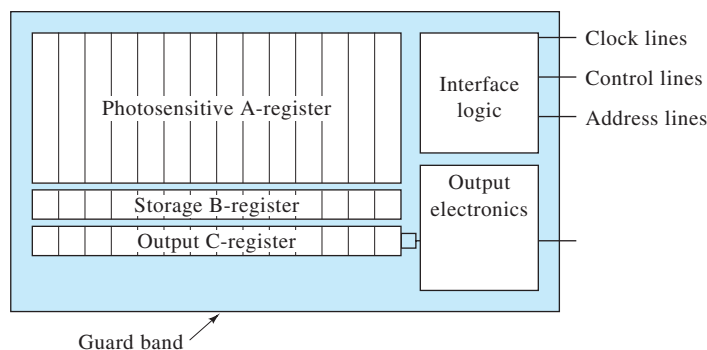 Photosensitive A-register
Storage B-register
Output C-register
Interface
logic
Output
electronics
Clock lines
Control lines
Address lines
Guard band